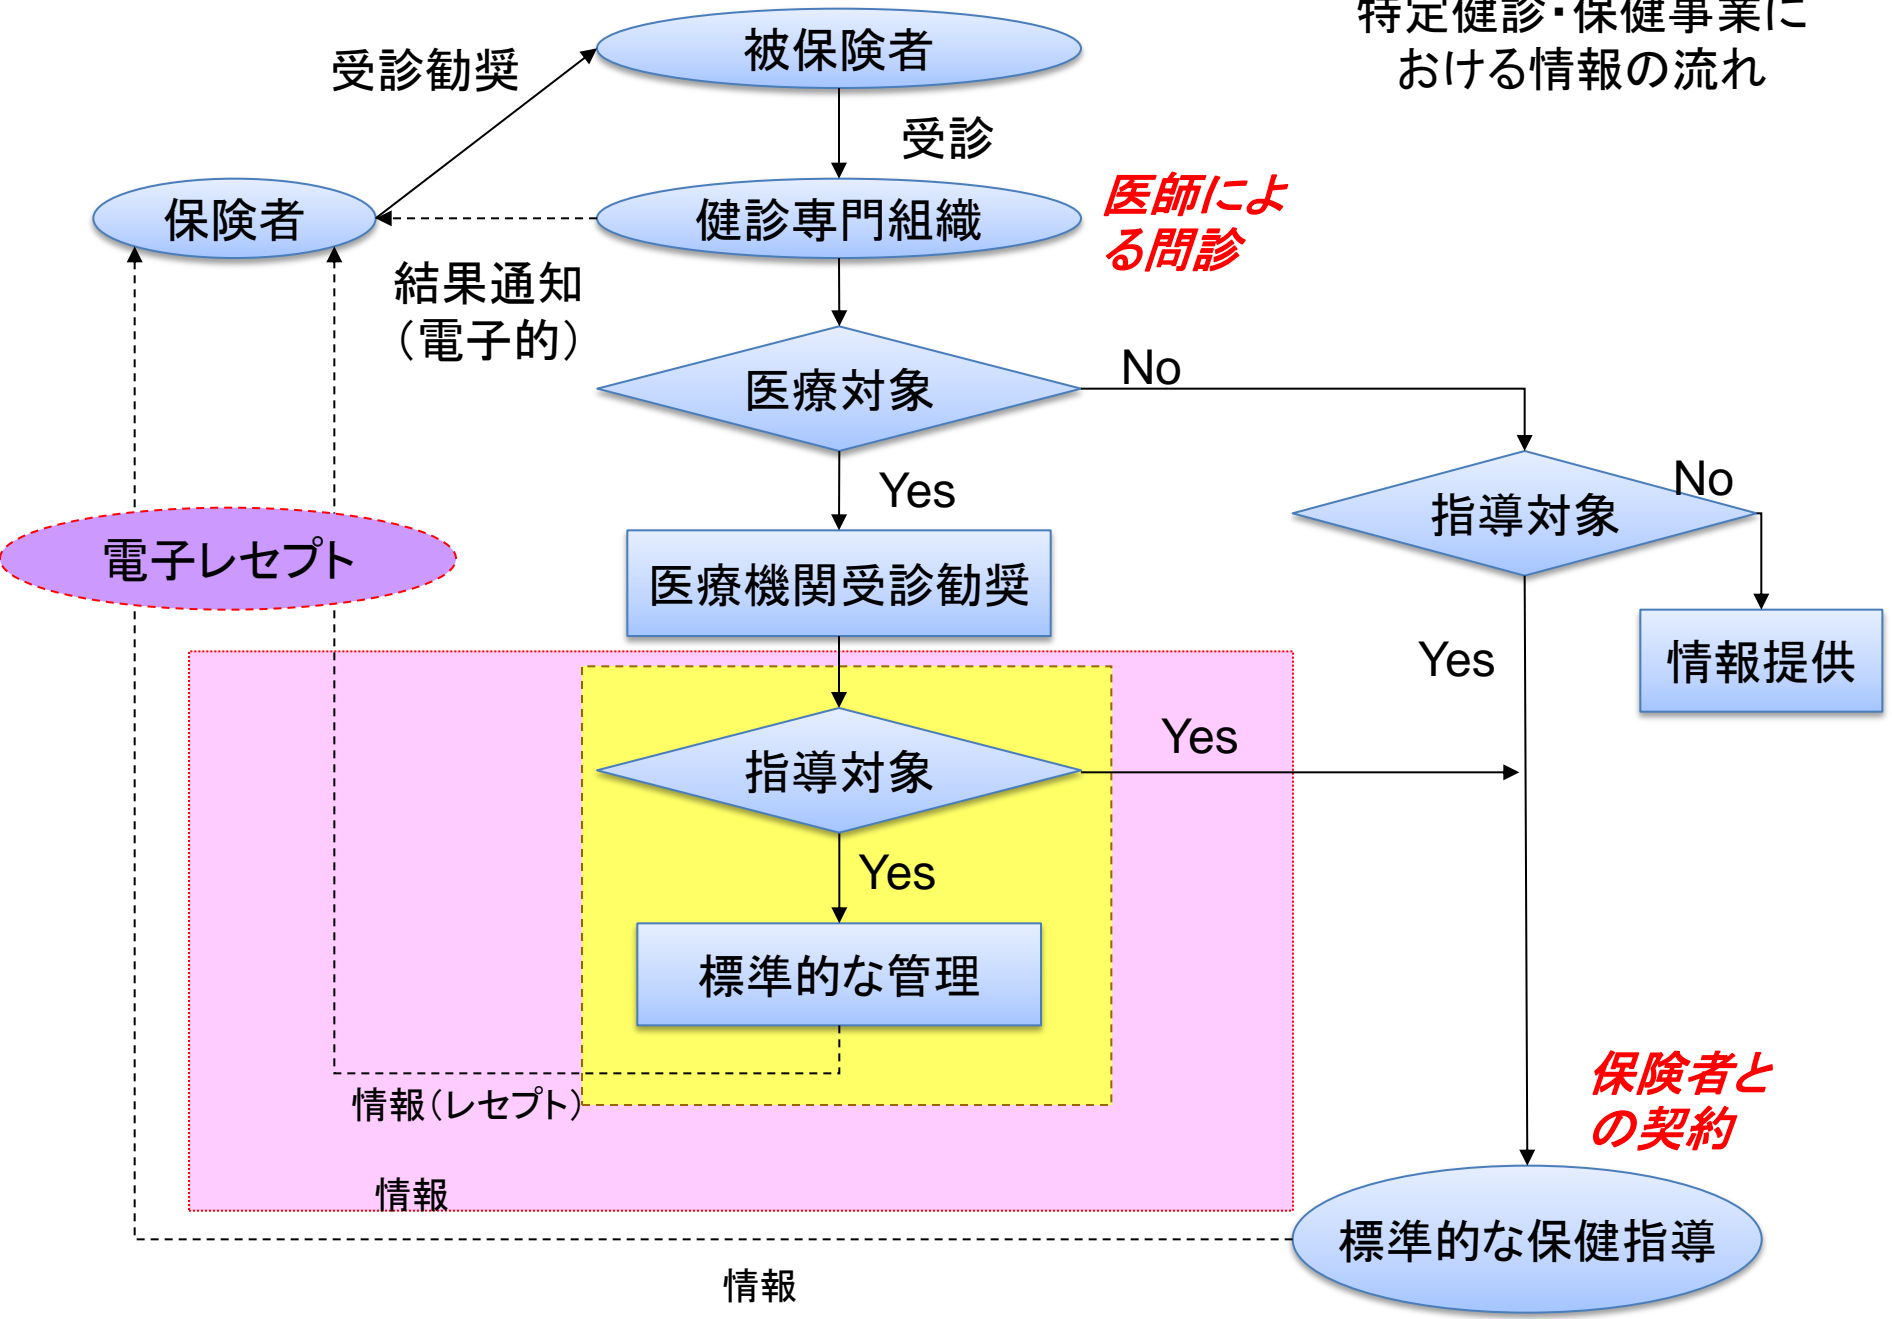 特定健診・保健事業に
おける情報の流れ
被保険者
受診勧奨
受診
保険者
健診専門組織
医師によ
る問診
結果通知
（電子的）
医療対象
No
Yes
指導対象
No
電子レセプト
医療機関受診勧奨
Yes
情報提供
指導対象
Yes
Yes
標準的な管理
情報（レセプト）
保険者と
の契約
情報
標準的な保健指導
情報